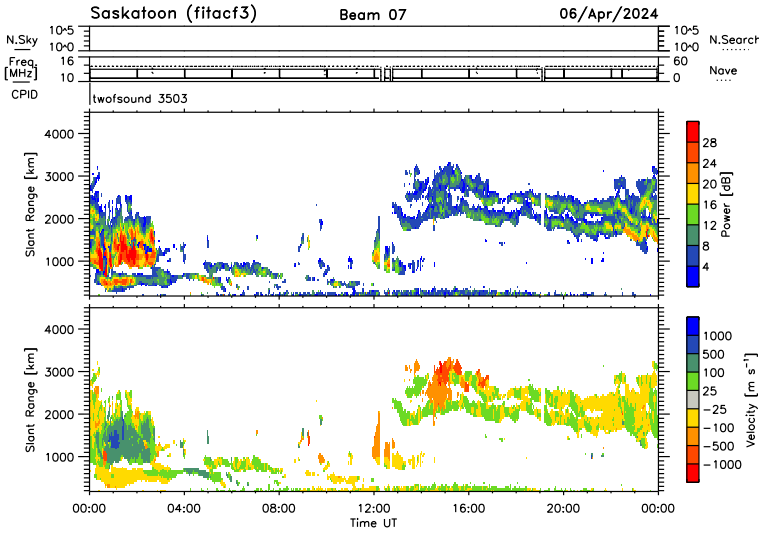 Saskatoon (fitacf3) Beam 07 06/Apr/2024
N.Sky 10^5 10^0 10^5 10^0 N.Search
Freq. [MHz] 16 10 60 0 Nave
CPID twofsound 3503
Slant Range [km] 4000 3000 2000 1000
Power [dB] 28 24 20 16 12 8 4
Slant Range [km] 4000 3000 2000 1000
Velocity [m s⁻¹] 1000 500 100 25 −25 −100 −500 −1000
00:00 04:00 08:00 12:00 16:00 20:00 00:00
Time UT